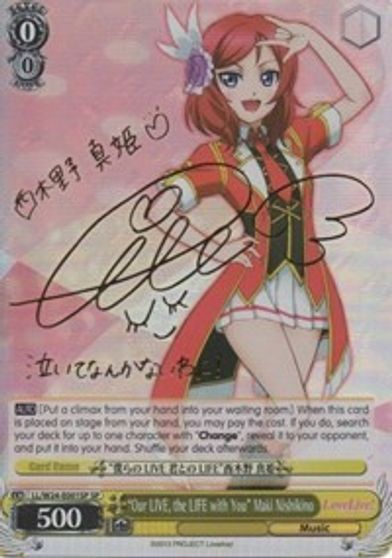 0
0
西木野 真姫♡
泣いてなんかないわよ!
AUTO [Put a climax from your hand into your waiting room.] When this card
is placed on stage from your hand, you may pay the cost. If you do, search
your deck for up to one character with "Change", reveal it to your opponent,
and put it into your hand. Shuffle your deck afterwards.
Card Name
"僕らのLIVE 君とのLIFE"西木野 真姫
LL/W24-E001SP SP
"Our LIVE, the LIFE with You" Maki Nishikino
LoveLive!
500
Music
©2013 PROJECT Lovelive!